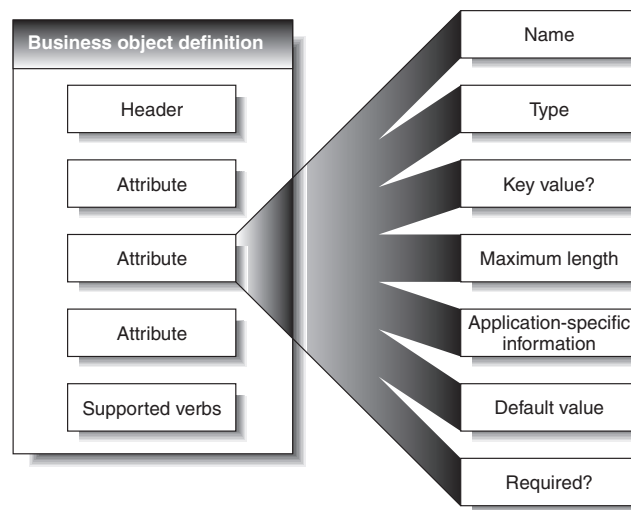 Business object definition
Header
Attribute
Attribute
Attribute
Supported verbs
Name
Type
Key value?
Maximum length
Application-specific
information
Default value
Required?